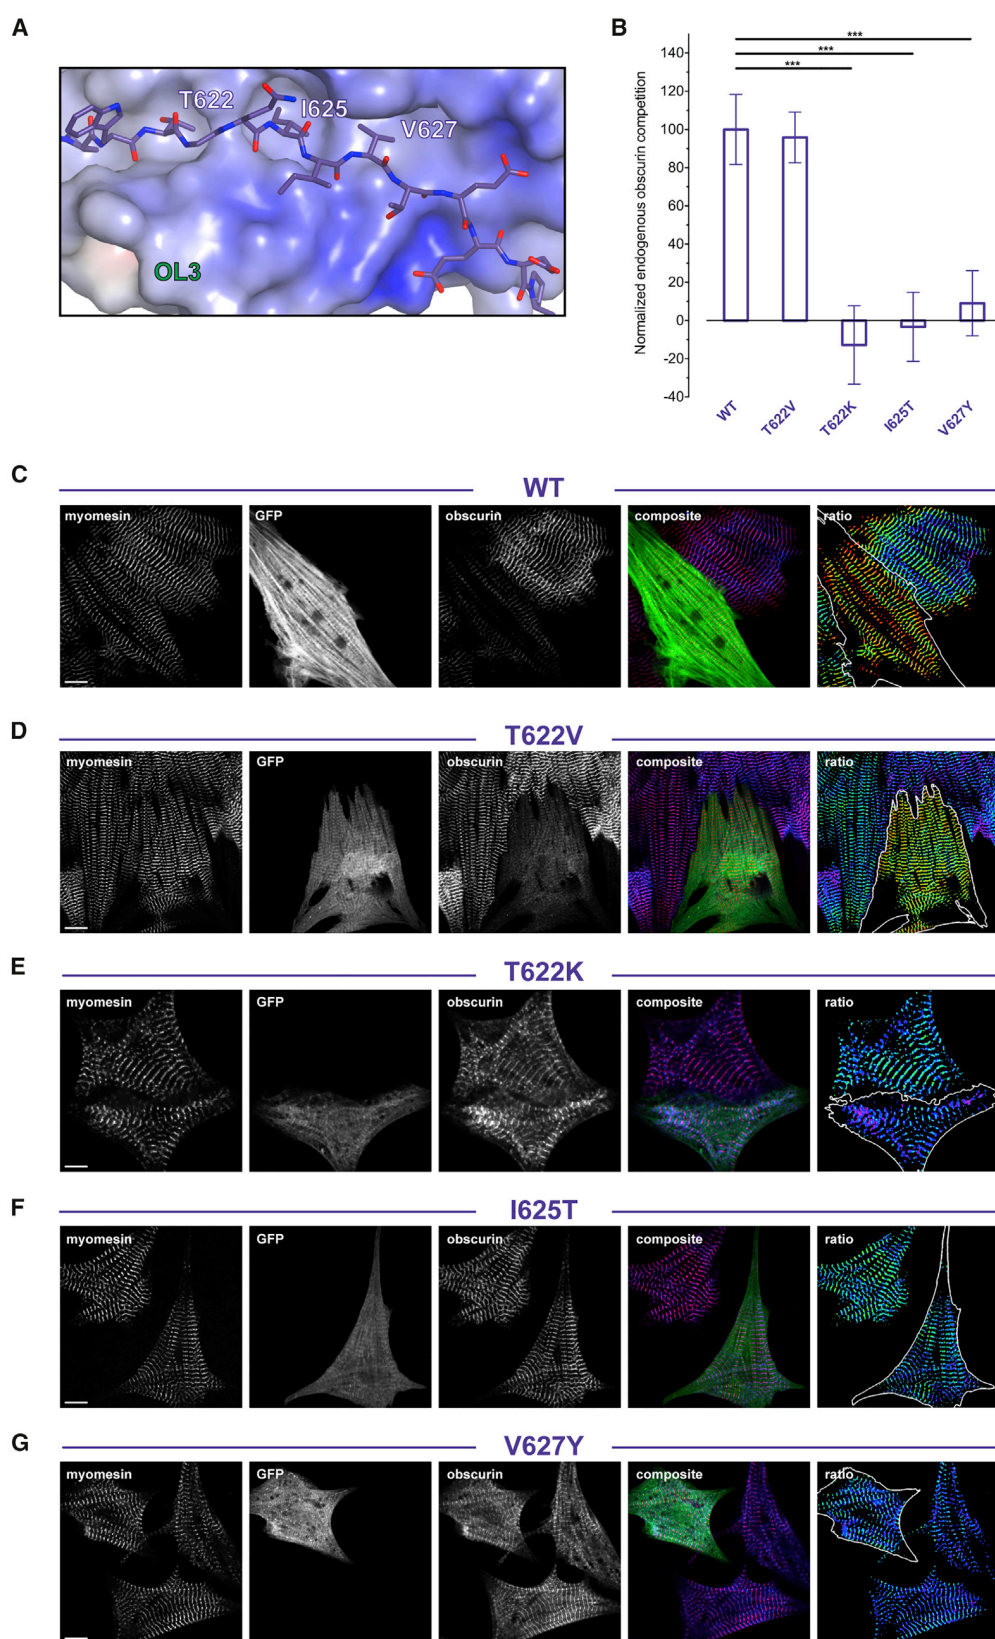 A
T622
I625
V627
OL3
B
***
***
***
Normalized endogenous obscurin competition
140
120
100
80
60
40
20
0
-20
-40
WT
T622V
T622K
I625T
V627Y
C
WT
myomesin
GFP
obscurin
composite
ratio
D
T622V
myomesin
GFP
obscurin
composite
ratio
E
T622K
myomesin
GFP
obscurin
composite
ratio
F
I625T
myomesin
GFP
obscurin
composite
ratio
G
V627Y
myomesin
GFP
obscurin
composite
ratio